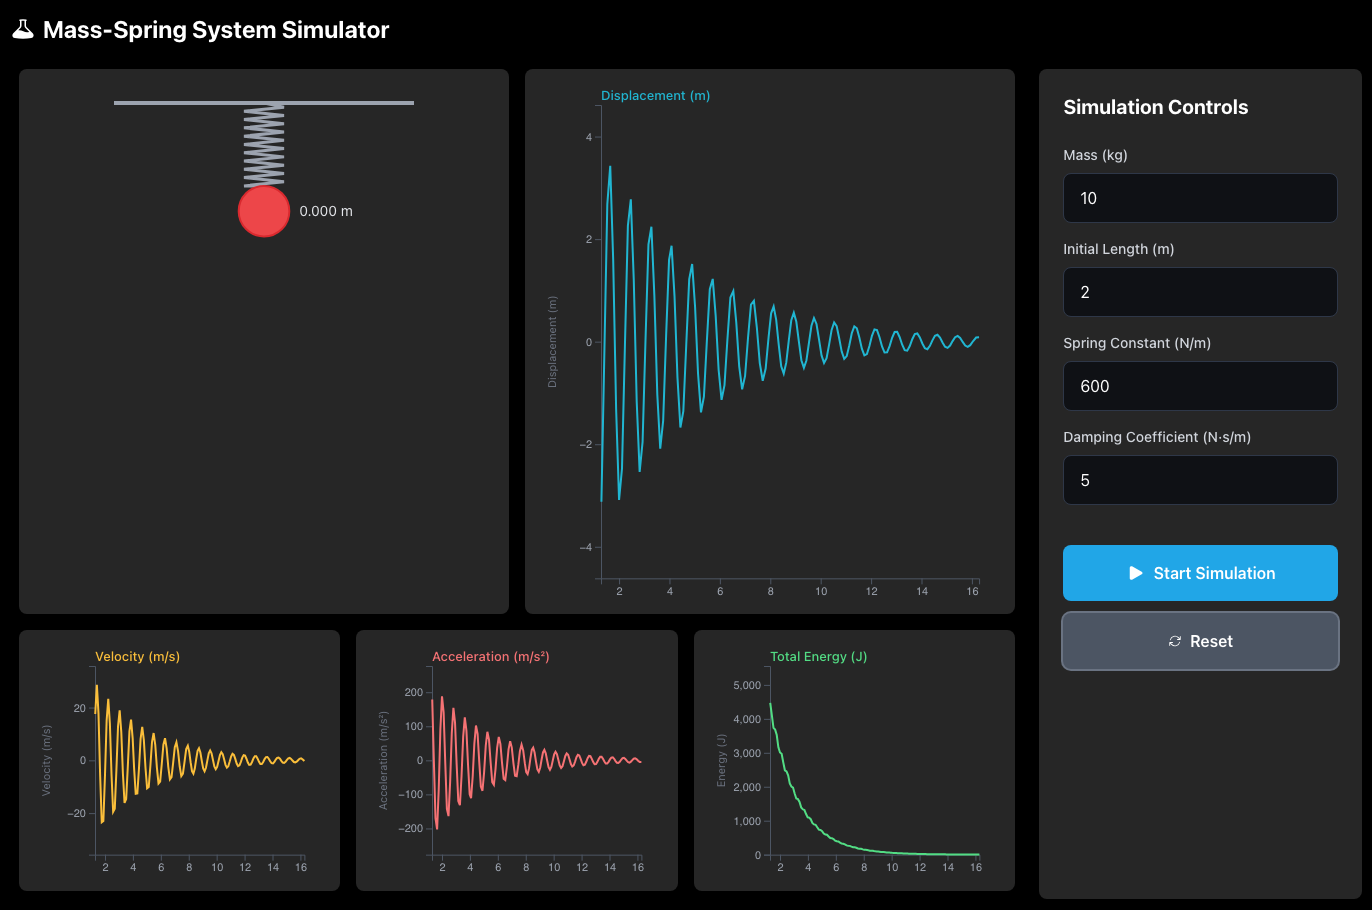 Mass-Spring System Simulator
0.000 m
Displacement (m)
Displacement (m)
4
2
0
−2
−4
2 4 6 8 10 12 14 16
Simulation Controls
Mass (kg)
10
Initial Length (m)
2
Spring Constant (N/m)
600
Damping Coefficient (N·s/m)
5
Start Simulation
Reset
Velocity (m/s)
Velocity (m/s)
20
0
−20
2 4 6 8 10 12 14 16
Acceleration (m/s²)
Acceleration (m/s²)
200
100
0
−100
−200
2 4 6 8 10 12 14 16
Total Energy (J)
Energy (J)
5,000
4,000
3,000
2,000
1,000
0
2 4 6 8 10 12 14 16